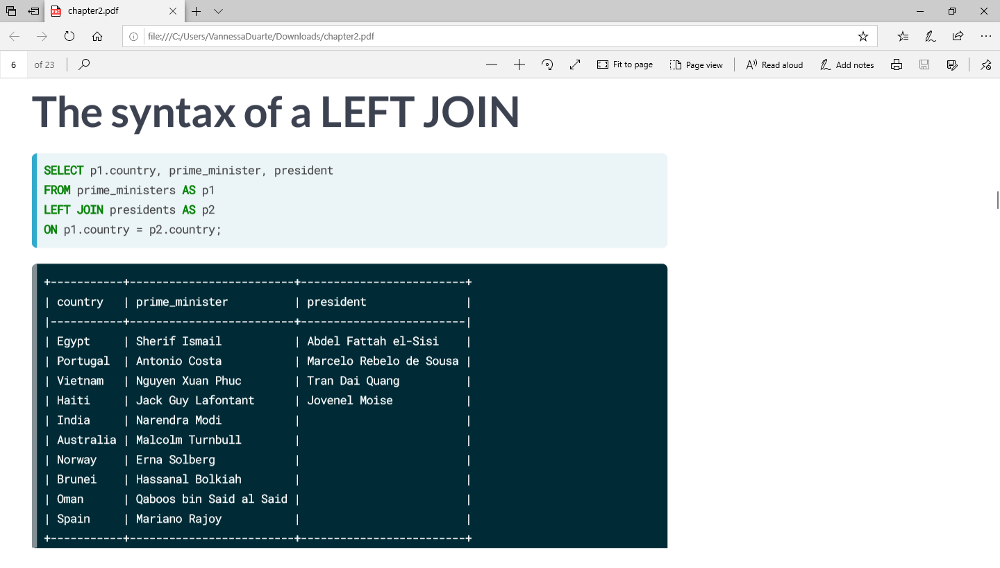 chapter2.pdf
file:///C:/Users/VannessaDuarte/Downloads/chapter2.pdf
6 of 23 Fit to page Page view Read aloud Add notes
The syntax of a LEFT JOIN
SELECT p1.country, prime_minister, president
FROM prime_ministers AS p1
LEFT JOIN presidents AS p2
ON p1.country = p2.country;
+-----------+-------------------------+-------------------------+
| country | prime_minister | president |
|-----------+-------------------------+-------------------------|
| Egypt | Sherif Ismail | Abdel Fattah el-Sisi |
| Portugal | Antonio Costa | Marcelo Rebelo de Sousa |
| Vietnam | Nguyen Xuan Phuc | Tran Dai Quang |
| Haiti | Jack Guy Lafontant | Jovenel Moise |
| India | Narendra Modi | |
| Australia | Malcolm Turnbull | |
| Norway | Erna Solberg | |
| Brunei | Hassanal Bolkiah | |
| Oman | Qaboos bin Said al Said | |
| Spain | Mariano Rajoy | |
+-----------+-------------------------+-------------------------+